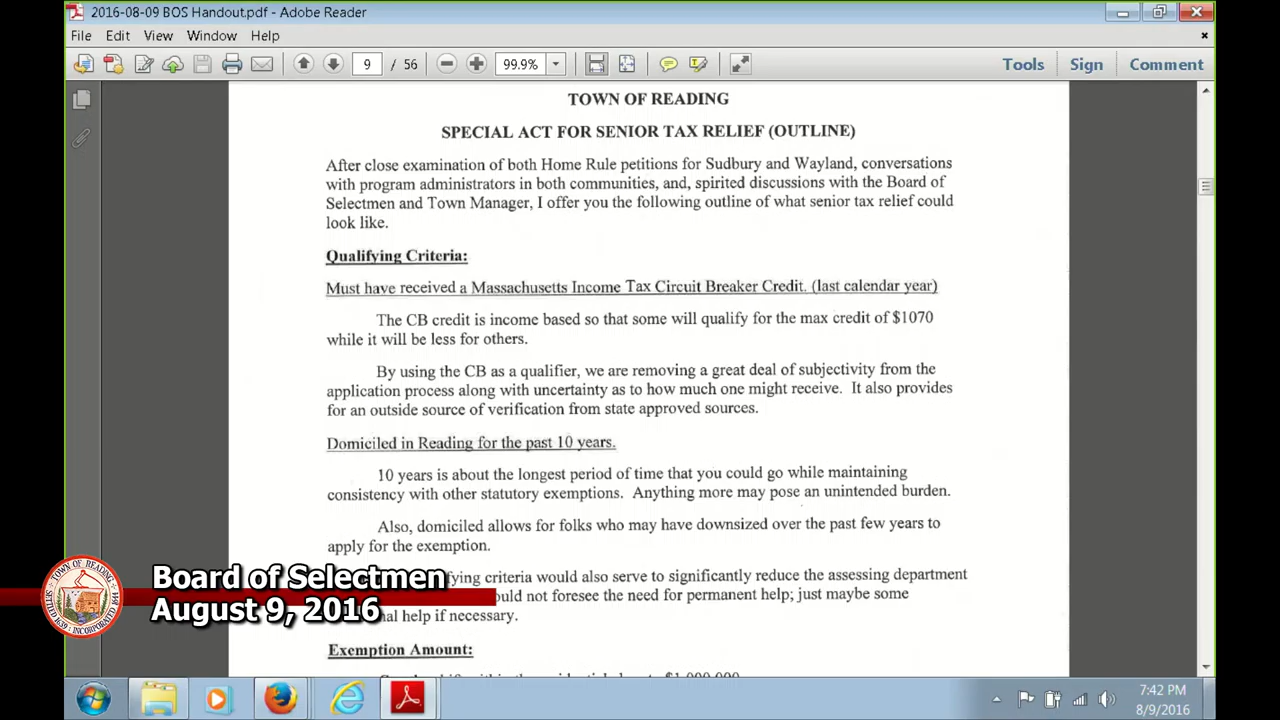 2016-08-09 BOS Handout.pdf - Adobe Reader
File Edit View Window Help
9 / 56 99.9% Tools Sign Comment
TOWN OF READING
SPECIAL ACT FOR SENIOR TAX RELIEF (OUTLINE)
After close examination of both Home Rule petitions for Sudbury and Wayland, conversations
with program administrators in both communities, and, spirited discussions with the Board of
Selectmen and Town Manager, I offer you the following outline of what senior tax relief could
look like.
Qualifying Criteria:
Must have received a Massachusetts Income Tax Circuit Breaker Credit. (last calendar year)
The CB credit is income based so that some will qualify for the max credit of $1070
while it will be less for others.
By using the CB as a qualifier, we are removing a great deal of subjectivity from the
application process along with uncertainty as to how much one might receive. It also provides
for an outside source of verification from state approved sources.
Domiciled in Reading for the past 10 years.
10 years is about the longest period of time that you could go while maintaining
consistency with other statutory exemptions. Anything more may pose an unintended burden.
Also, domiciled allows for folks who may have downsized over the past few years to
apply for the exemption.
fying criteria would also serve to significantly reduce the assessing department
ould not foresee the need for permanent help; just maybe some
nal help if necessary.
Exemption Amount:
TOWN OF READING
SETTLED 1639. INCORPORATED 1644
Board of Selectmen
August 9, 2016
7:42 PM
8/9/2016